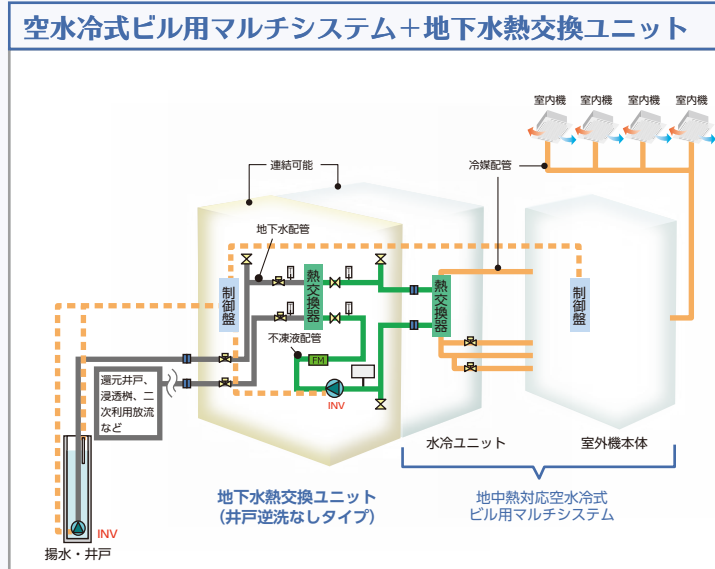 空水冷式ビル用マルチシステム＋地下水熱交換ユニット
室内機
室内機
室内機
室内機
連結可能
冷媒配管
地下水配管
制御盤
熱交換器
熱交換器
制御盤
不凍液配管
FM
INV
還元井戸、
浸透桝、二
次利用放流
など
水冷ユニット
室外機本体
地下水熱交換ユニット
（井戸逆洗なしタイプ）
地中熱対応空水冷式
ビル用マルチシステム
INV
揚水・井戸